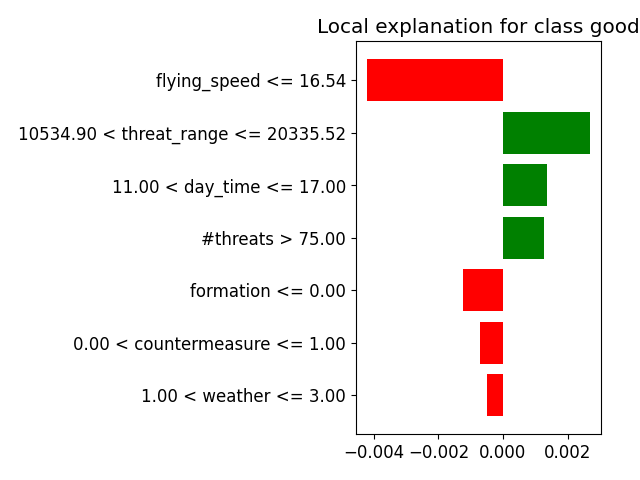 Local explanation for class good
flying_speed <= 16.54
10534.90 < threat_range <= 20335.52
11.00 < day_time <= 17.00
#threats > 75.00
formation <= 0.00
0.00 < countermeasure <= 1.00
1.00 < weather <= 3.00
−0.004 −0.002 0.000 0.002